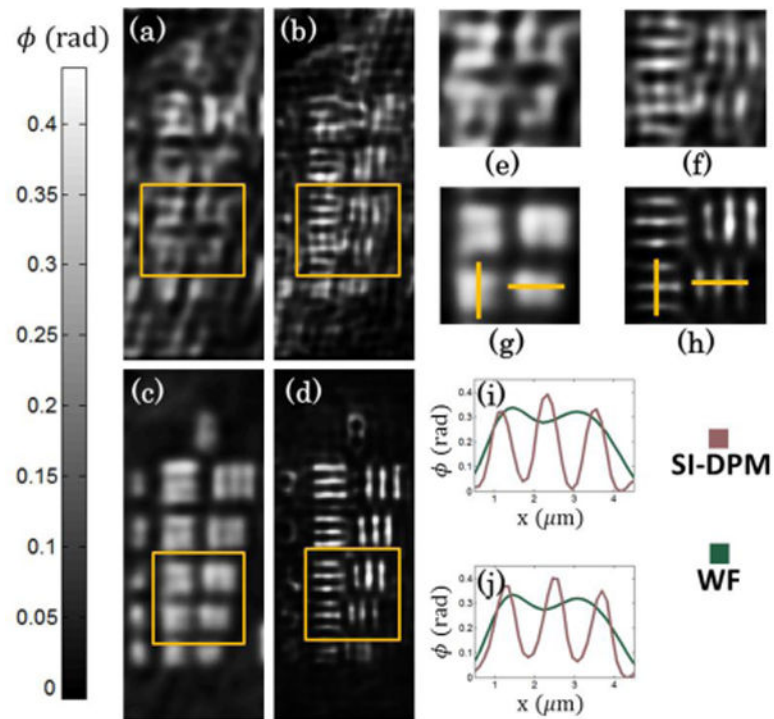 ϕ (rad)
0.4
0.35
0.3
0.25
0.2
0.15
0.1
0.05
0
(a)
(b)
(c)
(d)
(e)
(f)
(g)
(h)
(i)
ϕ (rad)
0.4
0.3
0.2
0.1
0
1 2 3 4
x (μm)
(j)
ϕ (rad)
0.4
0.3
0.2
0.1
0
1 2 3 4
x (μm)
SI-DPM
WF